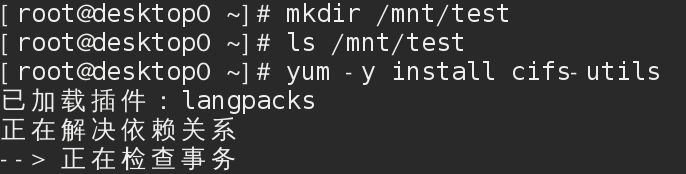 [root@desktop0 ~]# mkdir /mnt/test
[root@desktop0 ~]# ls /mnt/test
[root@desktop0 ~]# yum -y install cifs-utils
已加载插件：langpacks
正在解决依赖关系
--> 正在检查事务